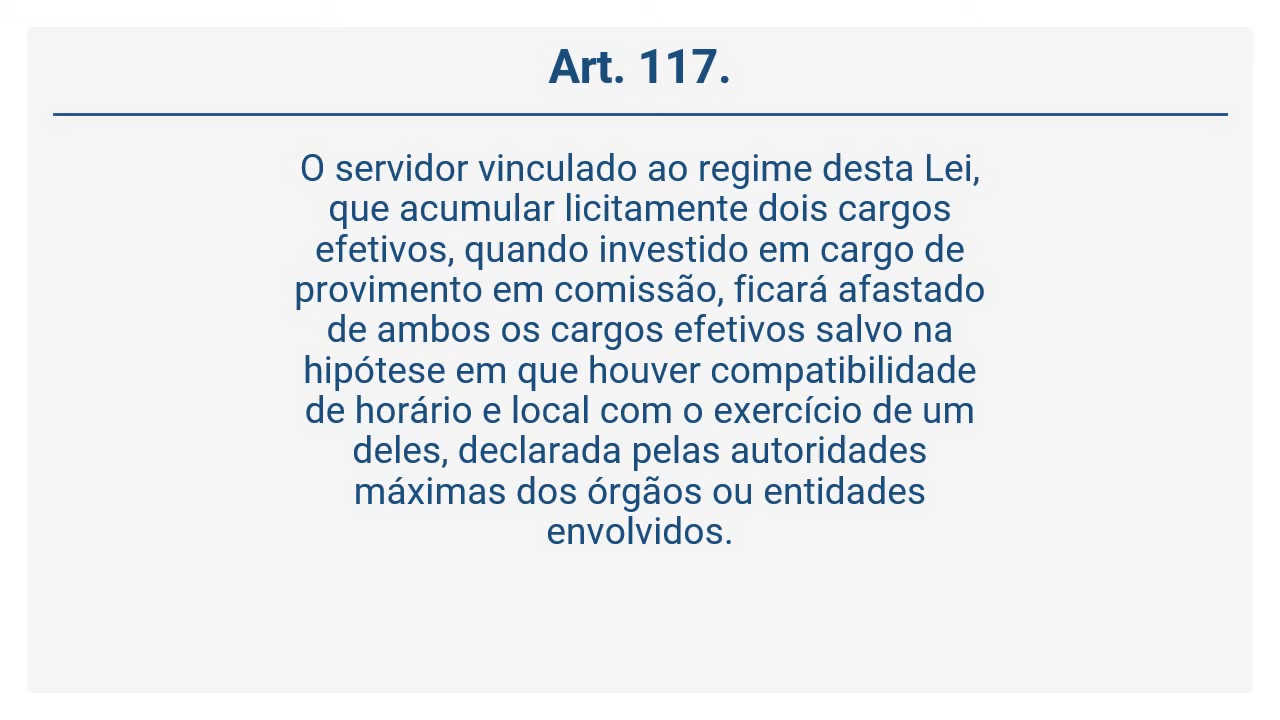 Art. 117.
O servidor vinculado ao regime desta Lei,
que acumular licitamente dois cargos
efetivos, quando investido em cargo de
provimento em comissão, ficará afastado
de ambos os cargos efetivos salvo na
hipótese em que houver compatibilidade
de horário e local com o exercício de um
deles, declarada pelas autoridades
máximas dos órgãos ou entidades
envolvidos.